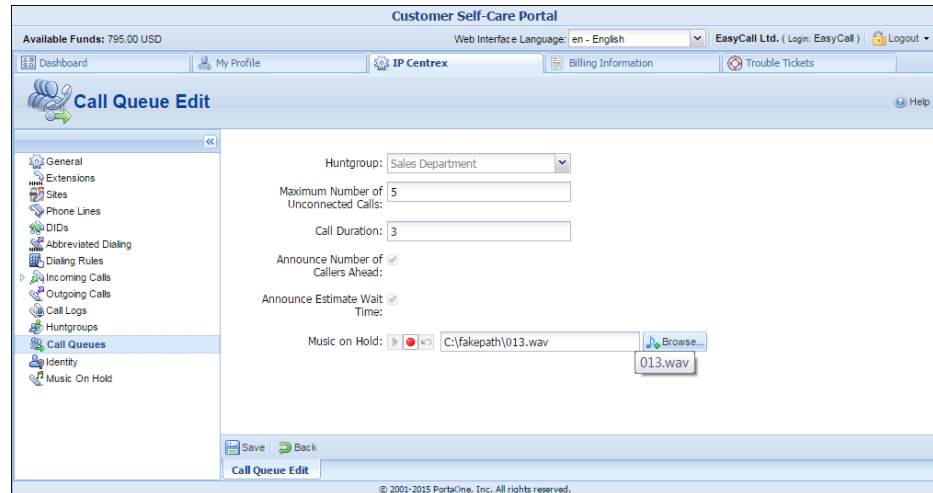 Customer Self-Care Portal
Available Funds: 795.00 USD
Web Interface Language: en - English
EasyCall Ltd. ( Login: EasyCall )
Logout
Dashboard
My Profile
IP Centrex
Billing Information
Trouble Tickets
Call Queue Edit
Help
General
Extensions
Sites
Phone Lines
DIDs
Abbreviated Dialing
Dialing Rules
Incoming Calls
Outgoing Calls
Call Logs
Huntgroups
Call Queues
Identity
Music On Hold
Huntgroup: Sales Department
Maximum Number of
Unconnected Calls: 5
Call Duration: 3
Announce Number of
Callers Ahead:
Announce Estimate Wait
Time:
Music on Hold: C:\fakepath\013.wav Browse...
013.wav
Save Back
Call Queue Edit
© 2001-2015 PortaOne, Inc. All rights reserved.